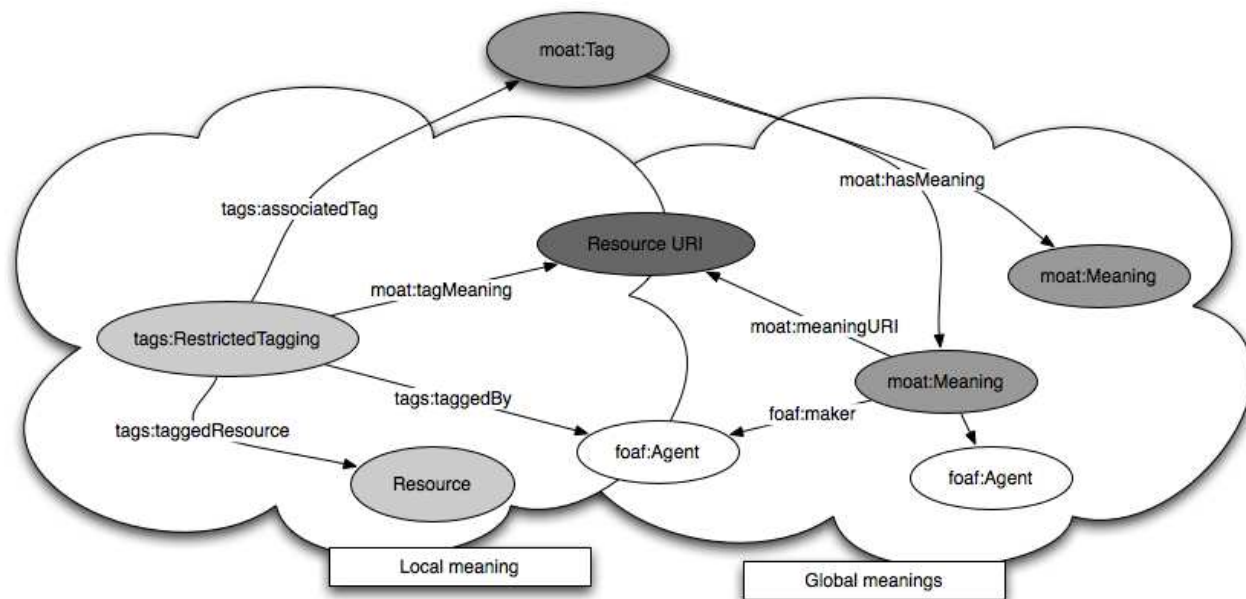 moat:Tag
moat:hasMeaning
tags:associatedTag
Resource URI
moat:Meaning
moat:tagMeaning
moat:meaningURI
tags:RestrictedTagging
moat:Meaning
tags:taggedBy
foaf:maker
tags:taggedResource
foaf:Agent
foaf:Agent
Resource
Local meaning
Global meanings